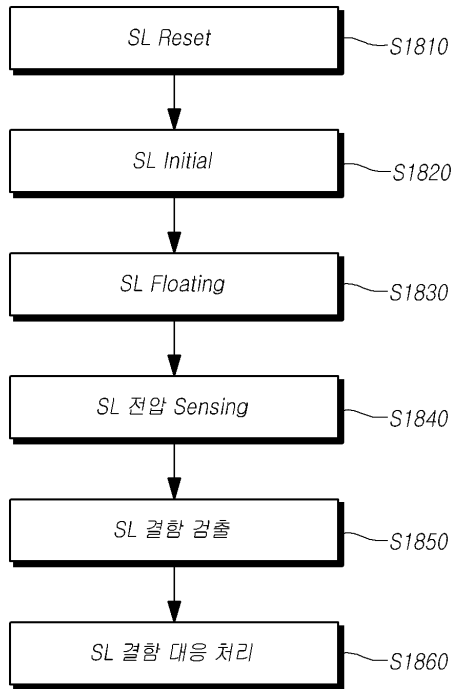 SL Reset
S1810
SL Initial
S1820
SL Floating
S1830
SL 전압 Sensing
S1840
SL 결함 검출
S1850
SL 결함 대응 처리
S1860